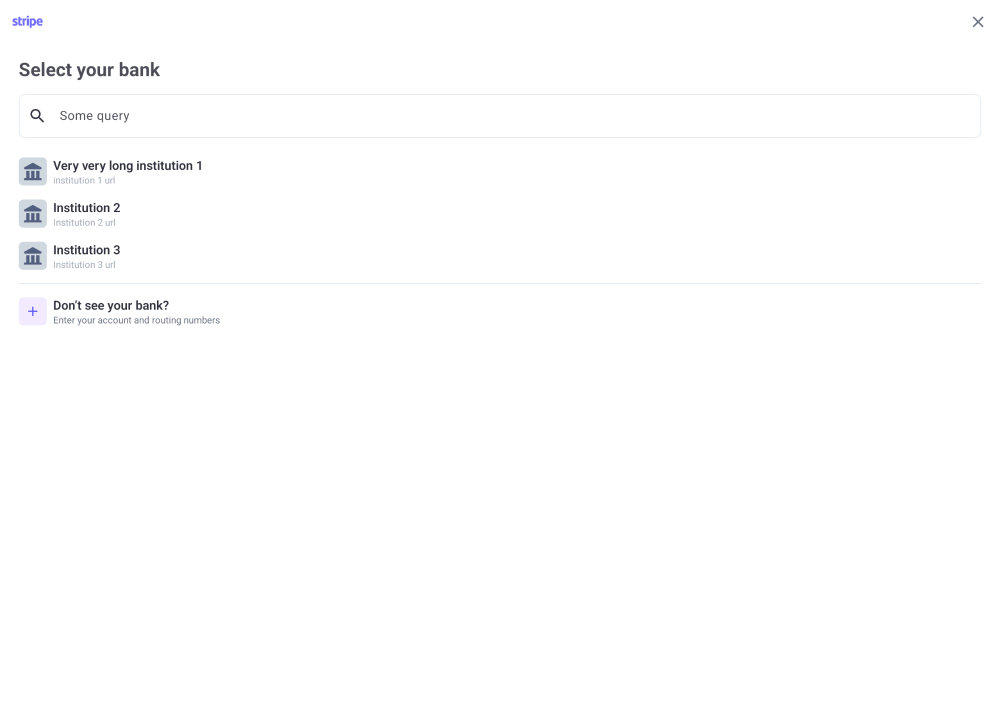 stripe
Select your bank
Some query
Very very long institution 1
institution 1 url
Institution 2
Institution 2 url
Institution 3
Institution 3 url
Don't see your bank?
Enter your account and routing numbers